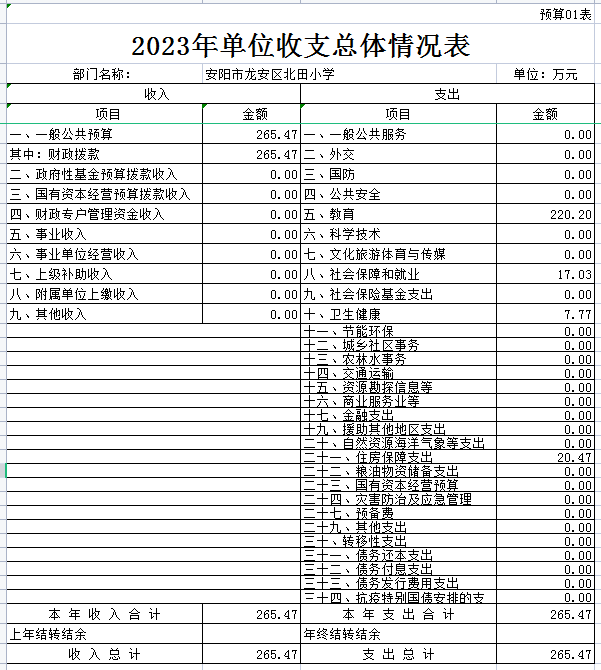 预算01表
2023年单位收支总体情况表
部门名称： 安阳市龙安区北田小学 单位：万元
收入 支出
项目 金额 项目 金额
一、一般公共预算 265.47 一、一般公共服务 0.00
其中：财政拨款 265.47 二、外交 0.00
二、政府性基金预算拨款收入 0.00 三、国防 0.00
三、国有资本经营预算拨款收入 0.00 四、公共安全 0.00
四、财政专户管理资金收入 0.00 五、教育 220.20
五、事业收入 0.00 六、科学技术 0.00
六、事业单位经营收入 0.00 七、文化旅游体育与传媒 0.00
七、上级补助收入 0.00 八、社会保障和就业 17.03
八、附属单位上缴收入 0.00 九、社会保险基金支出 0.00
九、其他收入 0.00 十、卫生健康 7.77
十一、节能环保 0.00
十二、城乡社区事务 0.00
十三、农林水事务 0.00
十四、交通运输 0.00
十五、资源勘探信息等 0.00
十六、商业服务业等 0.00
十七、金融支出 0.00
十九、援助其他地区支出 0.00
二十、自然资源海洋气象等支出 0.00
二十一、住房保障支出 20.47
二十二、粮油物资储备支出 0.00
二十三、国有资本经营预算 0.00
二十四、灾害防治及应急管理 0.00
二十七、预备费 0.00
二十九、其他支出 0.00
三十、转移性支出 0.00
三十一、债务还本支出 0.00
三十二、债务付息支出 0.00
三十三、债务发行费用支出 0.00
三十四、抗疫特别国债安排的支 0.00
本年收入合计 265.47 本年支出合计 265.47
上年结转结余 年终结转结余
收入总计 265.47 支出总计 265.47